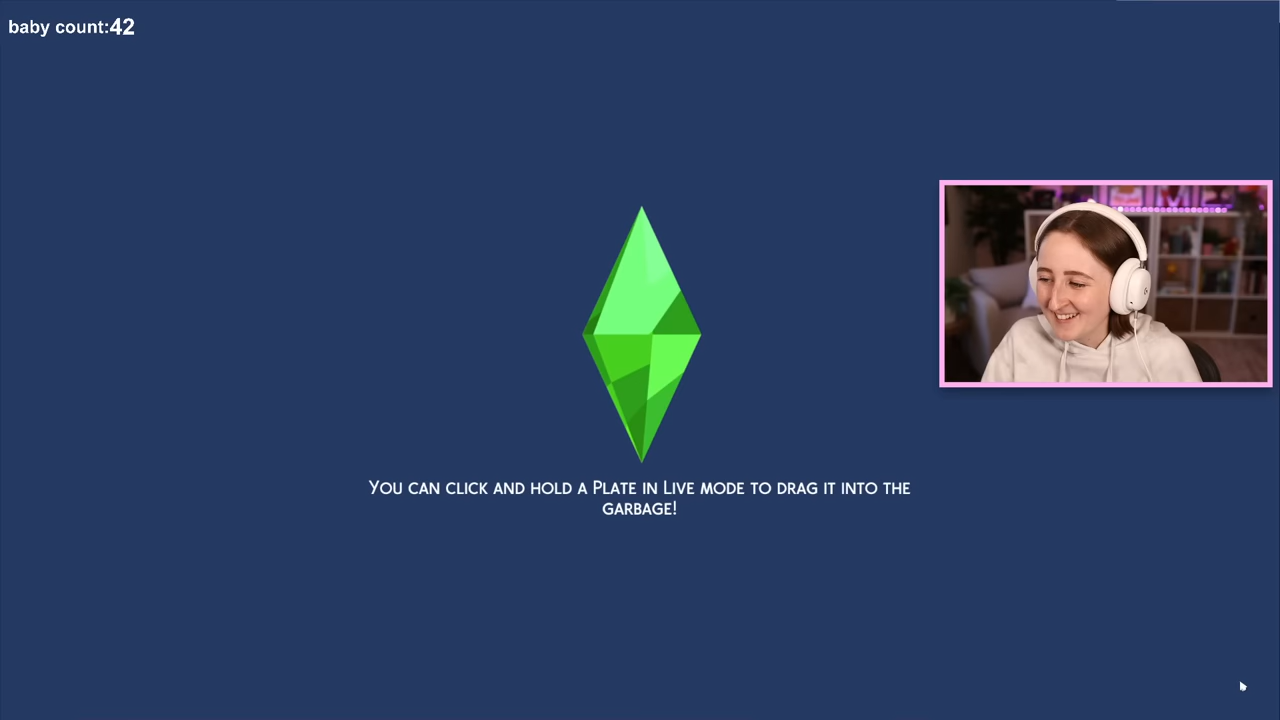 baby count:42
YOU CAN CLICK AND HOLD A PLATE IN LIVE MODE TO DRAG IT INTO THE
GARBAGE!